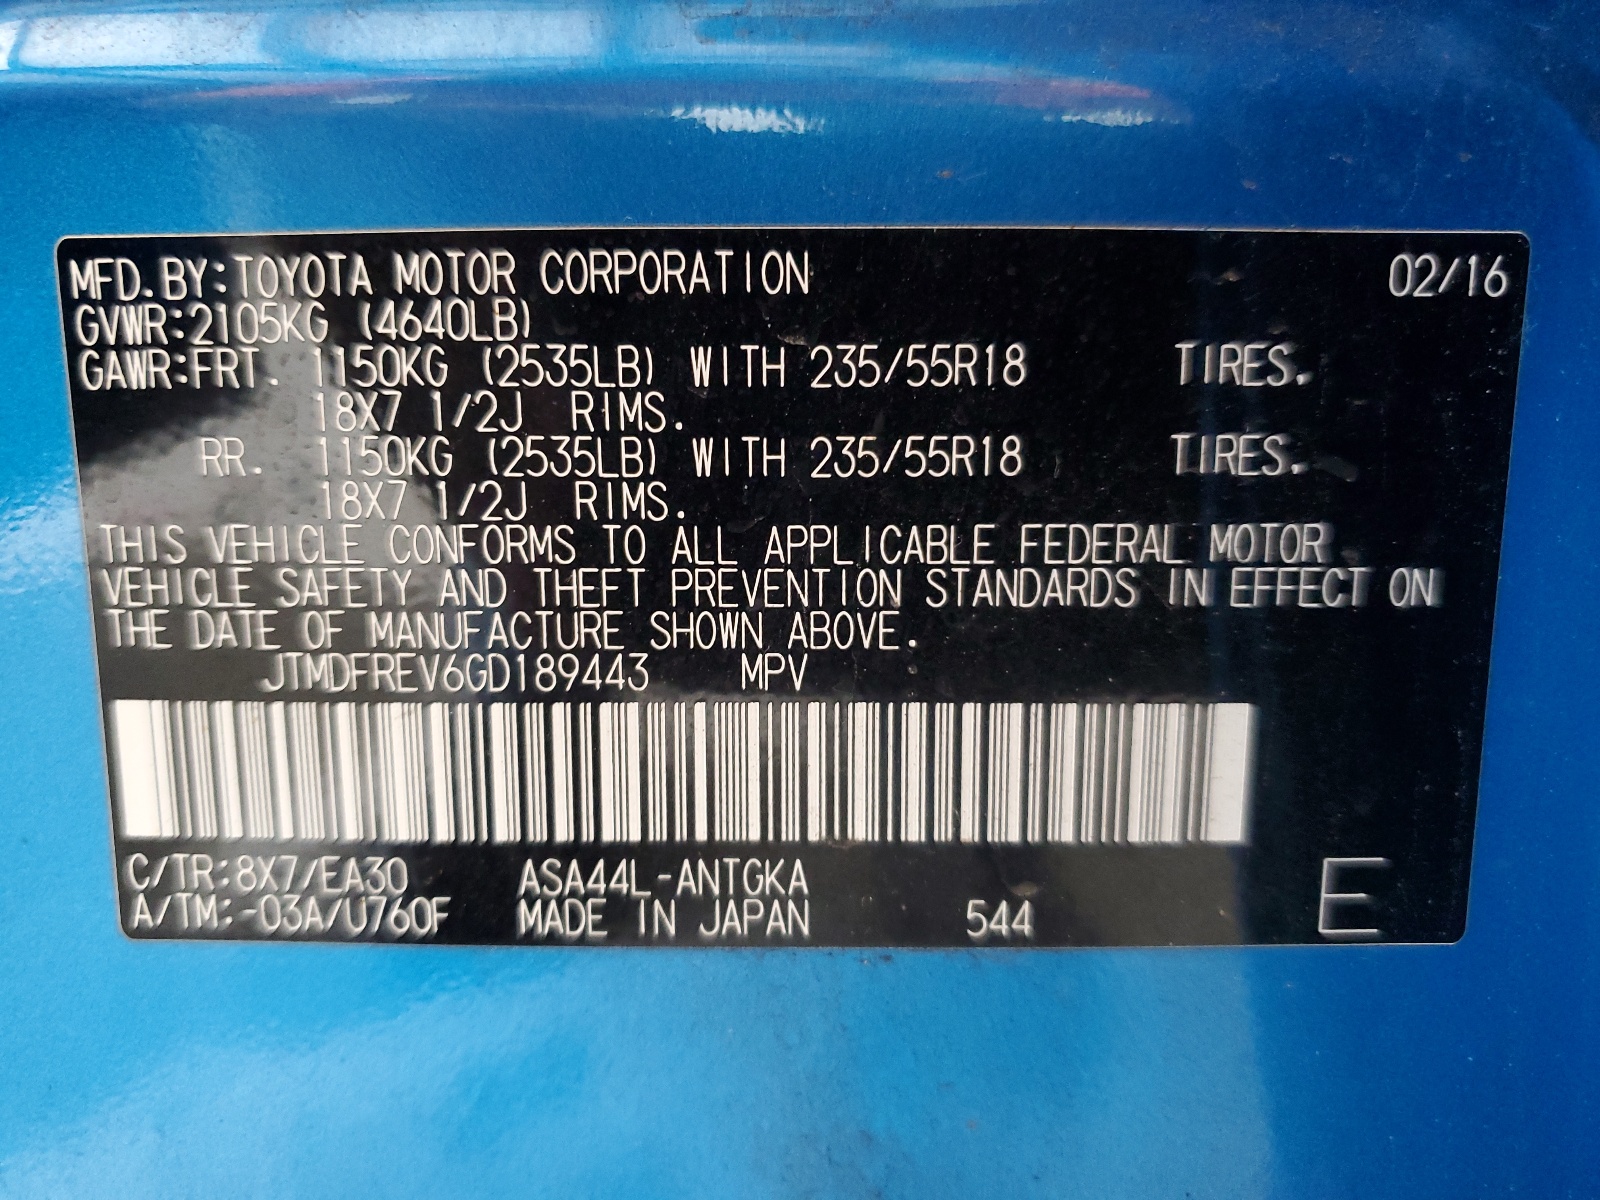 MFD.BY:TOYOTA MOTOR CORPORATION 02/16
GVWR:2105KG (4640LB)
GAWR:FRT. 1150KG (2535LB) WITH 235/55R18 TIRES.
18X7 1/2J RIMS.
RR. 1150KG (2535LB) WITH 235/55R18 TIRES.
18X7 1/2J RIMS.
THIS VEHICLE CONFORMS TO ALL APPLICABLE FEDERAL MOTOR
VEHICLE SAFETY AND THEFT PREVENTION STANDARDS IN EFFECT ON
THE DATE OF MANUFACTURE SHOWN ABOVE.
JTMDFREV6GD189443 MPV
C/TR:8X7/EA30 ASA44L-ANTGKA
A/TM:-03A/U760F MADE IN JAPAN 544 E